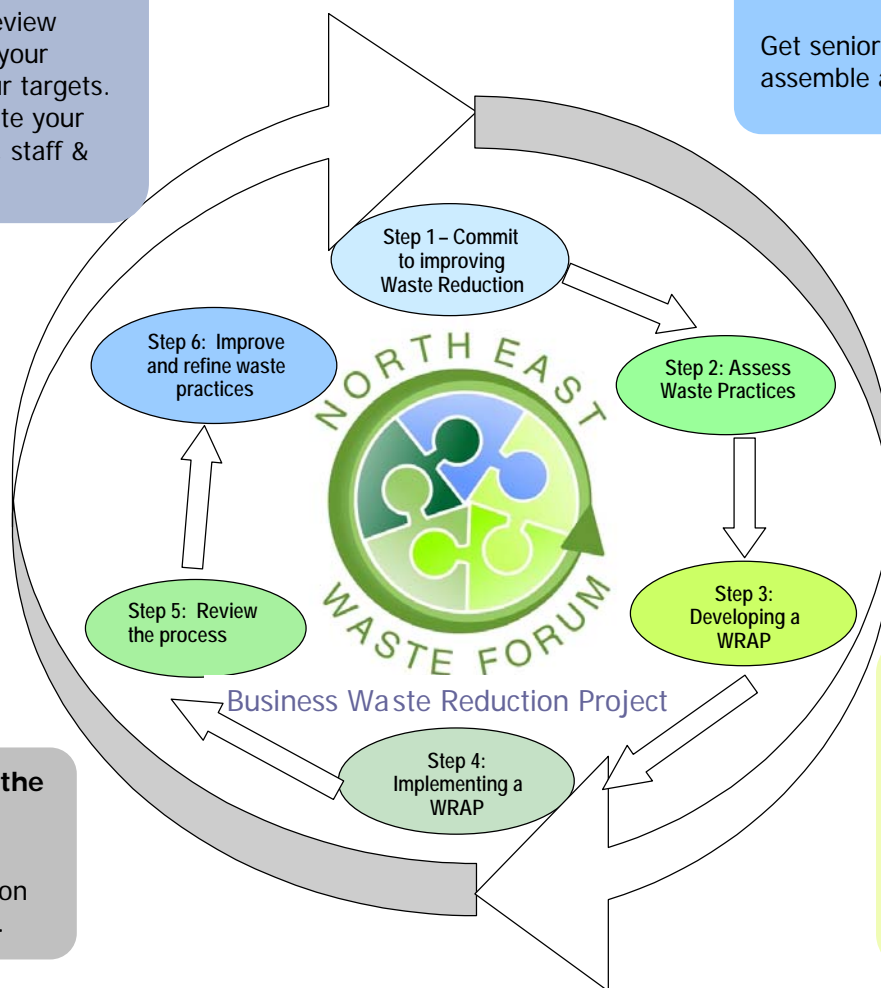 eview
your
ur targets.
te your
staff &
Get senior
assemble a
Step 1 – Commit
to improving
Waste Reduction
Step 6: Improve
and refine waste
practices
Step 2: Assess
Waste Practices
NORTH EAST
WASTE FORUM
Step 5: Review
the process
Step 3:
Developing a
WRAP
Business Waste Reduction Project
Step 4:
Implementing a
WRAP
the
on
.